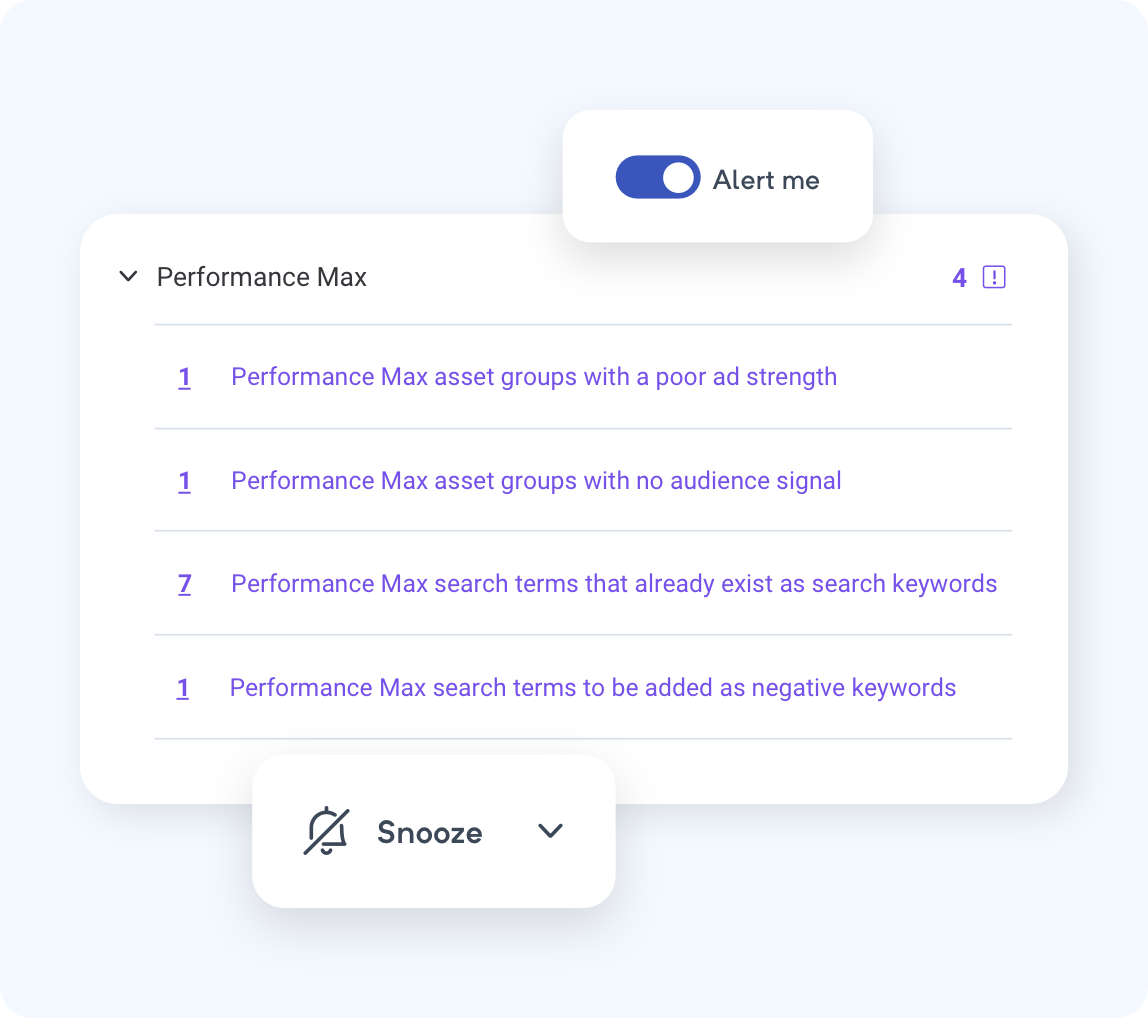 Alert me
Performance Max 4
1 Performance Max asset groups with a poor ad strength
1 Performance Max asset groups with no audience signal
7 Performance Max search terms that already exist as search keywords
1 Performance Max search terms to be added as negative keywords
Snooze